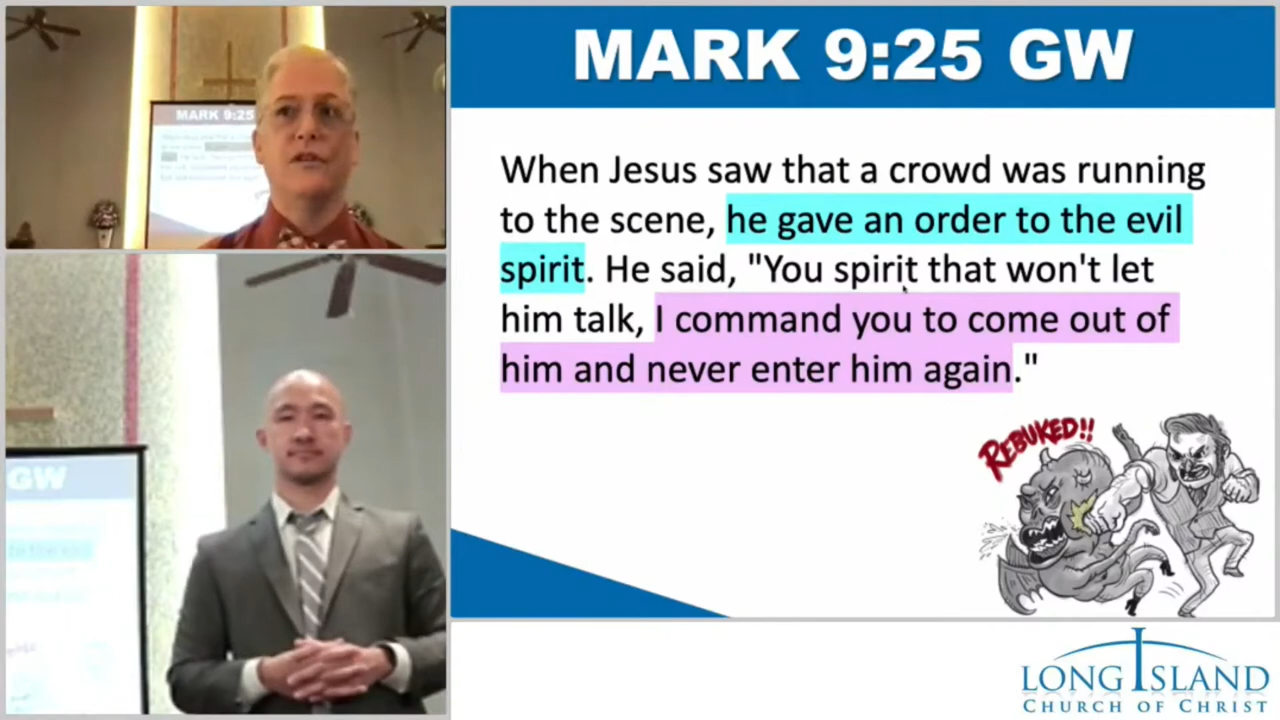 MARK 9:25
GW
MARK 9:25 GW
When Jesus saw that a crowd was running
to the scene, he gave an order to the evil
spirit. He said, "You spirit that won't let
him talk, I command you to come out of
him and never enter him again."
REBUKED!!
LONG ISLAND
CHURCH OF CHRIST